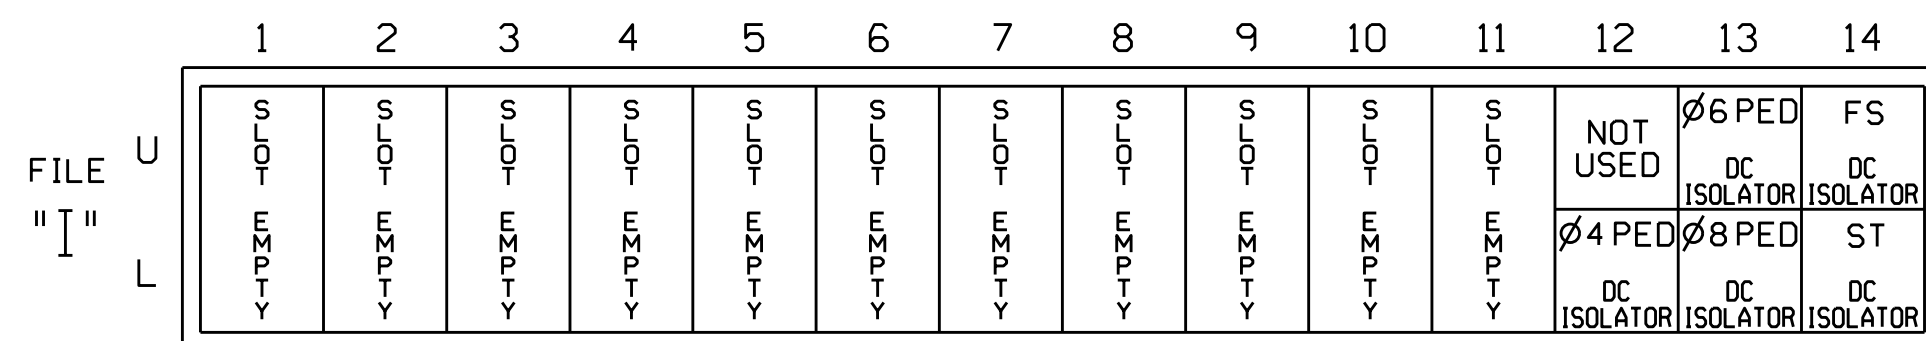 1 2 3 4 5 6 7 8 9 10 11 12 13 14
FILE
"I"
U
L
SLOT EMPTY
SLOT EMPTY
SLOT EMPTY
SLOT EMPTY
SLOT EMPTY
SLOT EMPTY
SLOT EMPTY
SLOT EMPTY
SLOT EMPTY
SLOT EMPTY
SLOT EMPTY
NOT
USED
Ø4 PED
DC
ISOLATOR
Ø6 PED
DC
ISOLATOR
Ø8 PED
DC
ISOLATOR
FS
DC
ISOLATOR
ST
DC
ISOLATOR